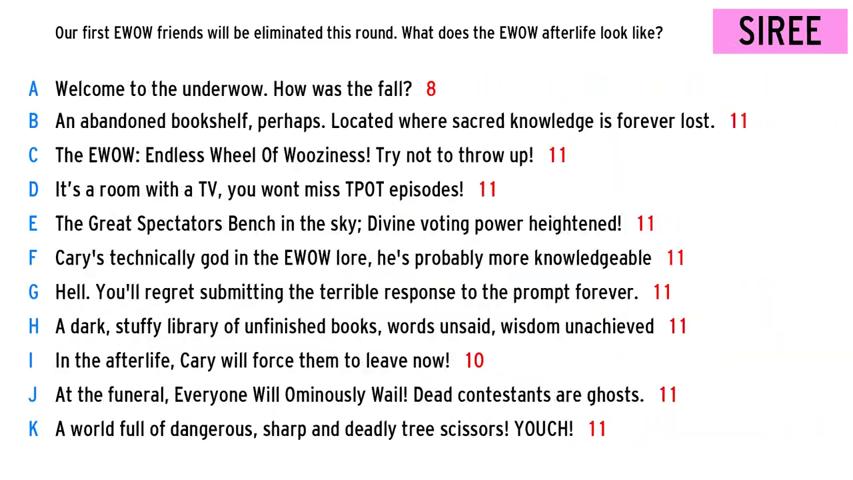 Our first EWOW friends will be eliminated this round. What does the EWOW afterlife look like?
SIREE
A Welcome to the underwow. How was the fall? 8
B An abandoned bookshelf, perhaps. Located where sacred knowledge is forever lost. 11
C The EWOW: Endless Wheel Of Wooziness! Try not to throw up! 11
D It's a room with a TV, you wont miss TPOT episodes! 11
E The Great Spectators Bench in the sky; Divine voting power heightened! 11
F Cary's technically god in the EWOW lore, he's probably more knowledgeable 11
G Hell. You'll regret submitting the terrible response to the prompt forever. 11
H A dark, stuffy library of unfinished books, words unsaid, wisdom unachieved 11
I In the afterlife, Cary will force them to leave now! 10
J At the funeral, Everyone Will Ominously Wail! Dead contestants are ghosts. 11
K A world full of dangerous, sharp and deadly tree scissors! YOUCH! 11